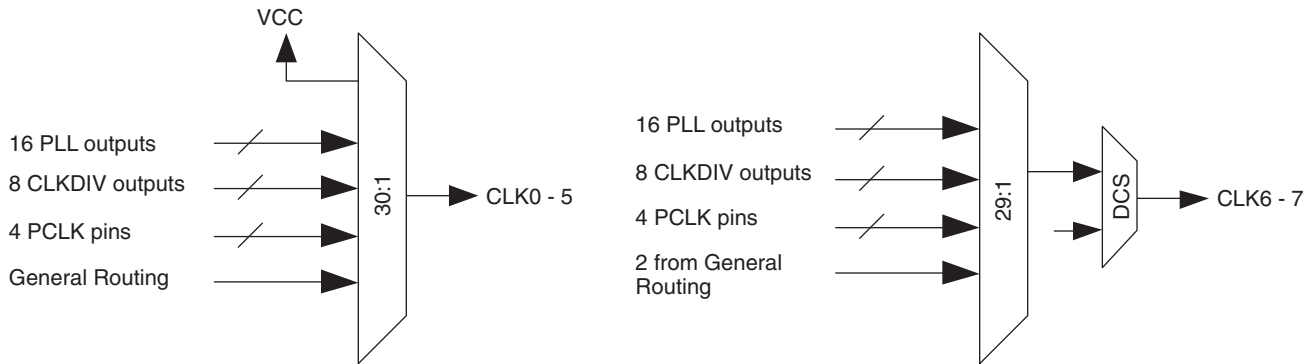 VCC
16 PLL outputs
8 CLKDIV outputs
4 PCLK pins
General Routing
30:1
CLK0 - 5
16 PLL outputs
8 CLKDIV outputs
4 PCLK pins
2 from General
Routing
29:1
DCS
CLK6 - 7